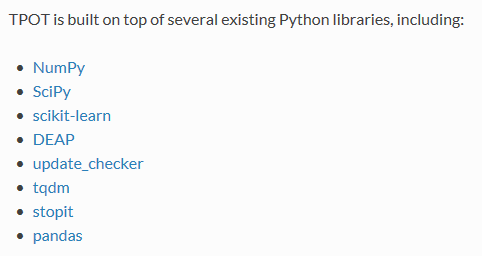 TPOT is built on top of several existing Python libraries, including:
• NumPy
• SciPy
• scikit-learn
• DEAP
• update_checker
• tqdm
• stopit
• pandas